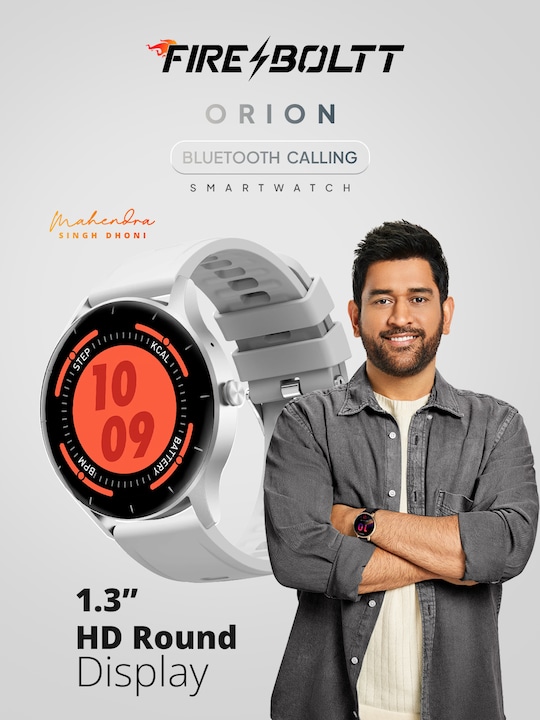 FIRE BOLTT
ORION
BLUETOOTH CALLING
SMARTWATCH
Mahendra
SINGH DHONI
STEP
KCAL
10
09
BPM
BATTERY
1.3”
HD Round
Display